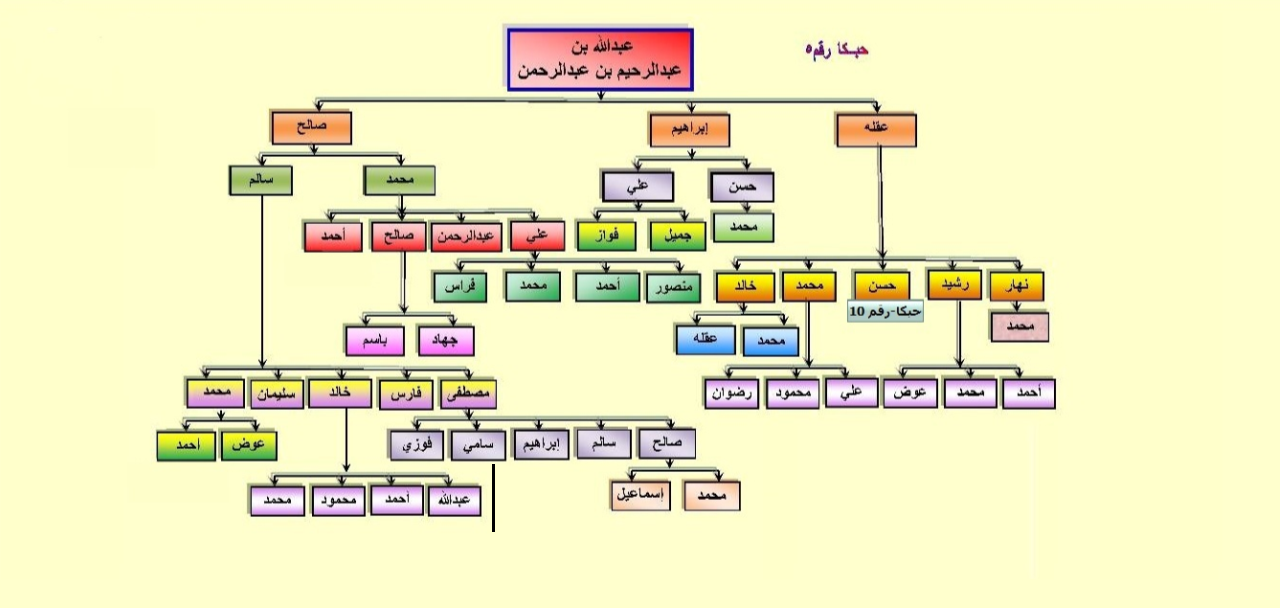 حبكا رقم٥
عبدالله بن
عبدالرحيم بن عبدالرحمن
عقله
إبراهيم
صالح
حسن
علي
محمد
سالم
محمد
جميل
فواز
علي
عبدالرحمن
صالح
أحمد
نهار
رشيد
حسن
محمد
خالد
منصور
أحمد
محمد
فراس
حبكا-رقم 10
محمد
محمد
عقله
جهاد
باسم
أحمد
محمد
عوض
علي
محمود
رضوان
مصطفى
فارس
خالد
سليمان
محمد
صالح
سالم
إبراهيم
سامي
فوزي
عوض
أحمد
محمد
إسماعيل
عبدالله
أحمد
محمود
محمد